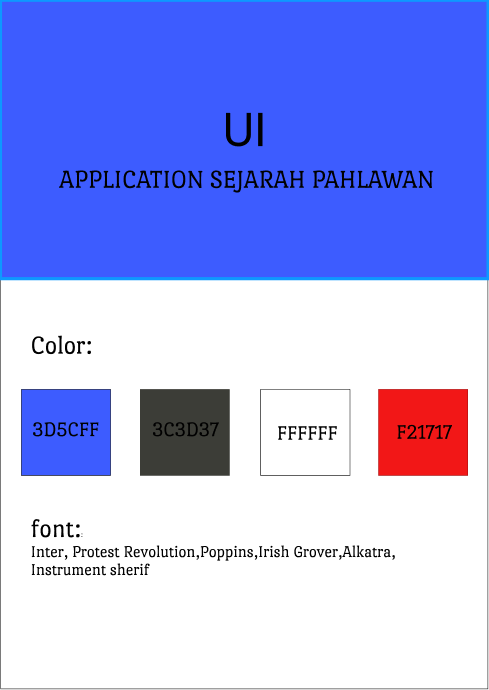 UI
APPLICATION SEJARAH PAHLAWAN
Color:
3D5CFF
3C3D37
FFFFFF
F21717
font:
Inter, Protest Revolution,Poppins,Irish Grover,Alkatra,
Instrument sherif